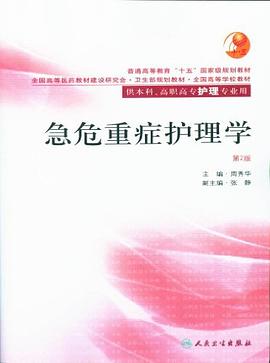 普通高等教育“十五”国家级规划教材
全国高等医药教材建设研究会·卫生部规划教材·全国高等学校教材
供本科、高职高专护理专业用
急危重症护理学
第2版
主 编 周秀华
副主编 张 静
人民卫生出版社